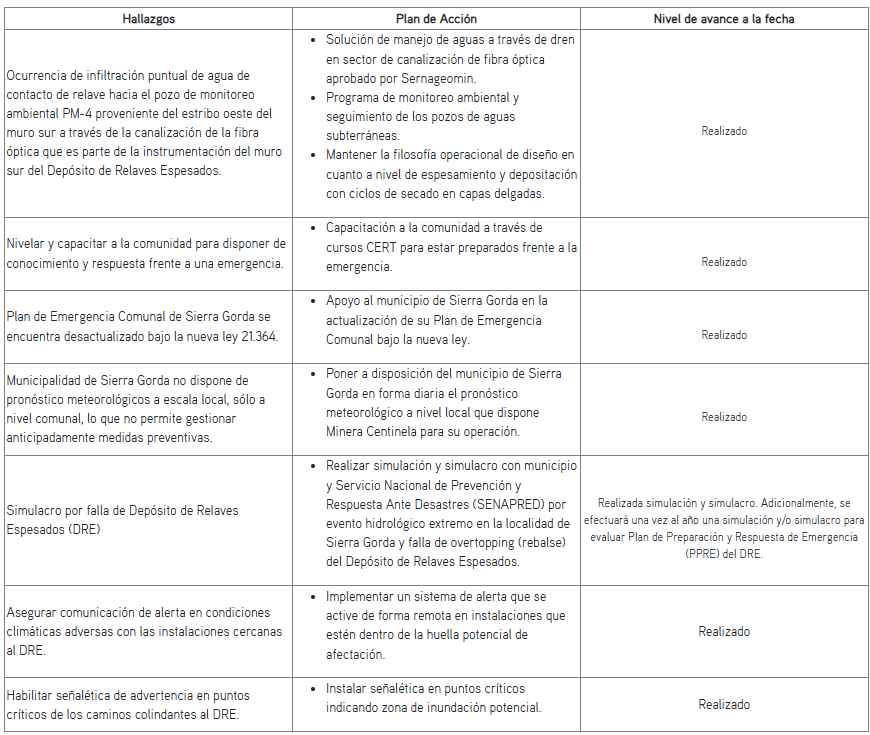 Hallazgos
Plan de Acción
Nivel de avance a la fecha
Ocurrencia de infiltración puntual de agua de
contacto de relave hacia el pozo de monitoreo
ambiental PM-4 proveniente del estribo oeste del
muro sur a través de la canalización de la fibra
óptica que es parte de la instrumentación del muro
sur del Depósito de Relaves Espesados.
• Solución de manejo de aguas a través de dren
en sector de canalización de fibra óptica
aprobado por Sernageomin.
• Programa de monitoreo ambiental y
seguimiento de los pozos de aguas
subterráneas.
• Mantener la filosofía operacional de diseño en
cuanto a nivel de espesamiento y depositación
con ciclos de secado en capas delgadas.
Realizado
Nivelar y capacitar a la comunidad para disponer de
conocimiento y respuesta frente a una emergencia.
• Capacitación a la comunidad a través de
cursos CERT para estar preparados frente a la
emergencia.
Realizado
Plan de Emergencia Comunal de Sierra Gorda se
encuentra desactualizado bajo la nueva ley 21.364.
• Apoyo al municipio de Sierra Gorda en la
actualización de su Plan de Emergencia
Comunal bajo la nueva ley.
Realizado
Municipalidad de Sierra Gorda no dispone de
pronóstico meteorológicos a escala local, sólo a
nivel comunal, lo que no permite gestionar
anticipadamente medidas preventivas.
• Poner a disposición del municipio de Sierra
Gorda en forma diaria el pronóstico
meteorológico a nivel local que dispone
Minera Centinela para su operación.
Realizado
Simulacro por falla de Depósito de Relaves
Espesados (DRE)
• Realizar simulación y simulacro con municipio
y Servicio Nacional de Prevención y
Respuesta Ante Desastres (SENAPRED) por
evento hidrológico extremo en la localidad de
Sierra Gorda y falla de overtopping (rebalse)
del Depósito de Relaves Espesados.
Realizada simulación y simulacro. Adicionalmente, se
efectuará una vez al año una simulación y/o simulacro para
evaluar Plan de Preparación y Respuesta de Emergencia
(PPRE) del DRE.
Asegurar comunicación de alerta en condiciones
climáticas adversas con las instalaciones cercanas
al DRE.
• Implementar un sistema de alerta que se
active de forma remota en instalaciones que
estén dentro de la huella potencial de
afectación.
Realizado
Habilitar señalética de advertencia en puntos
críticos de los caminos colindantes al DRE.
• Instalar señalética en puntos críticos
indicando zona de inundación potencial.
Realizado